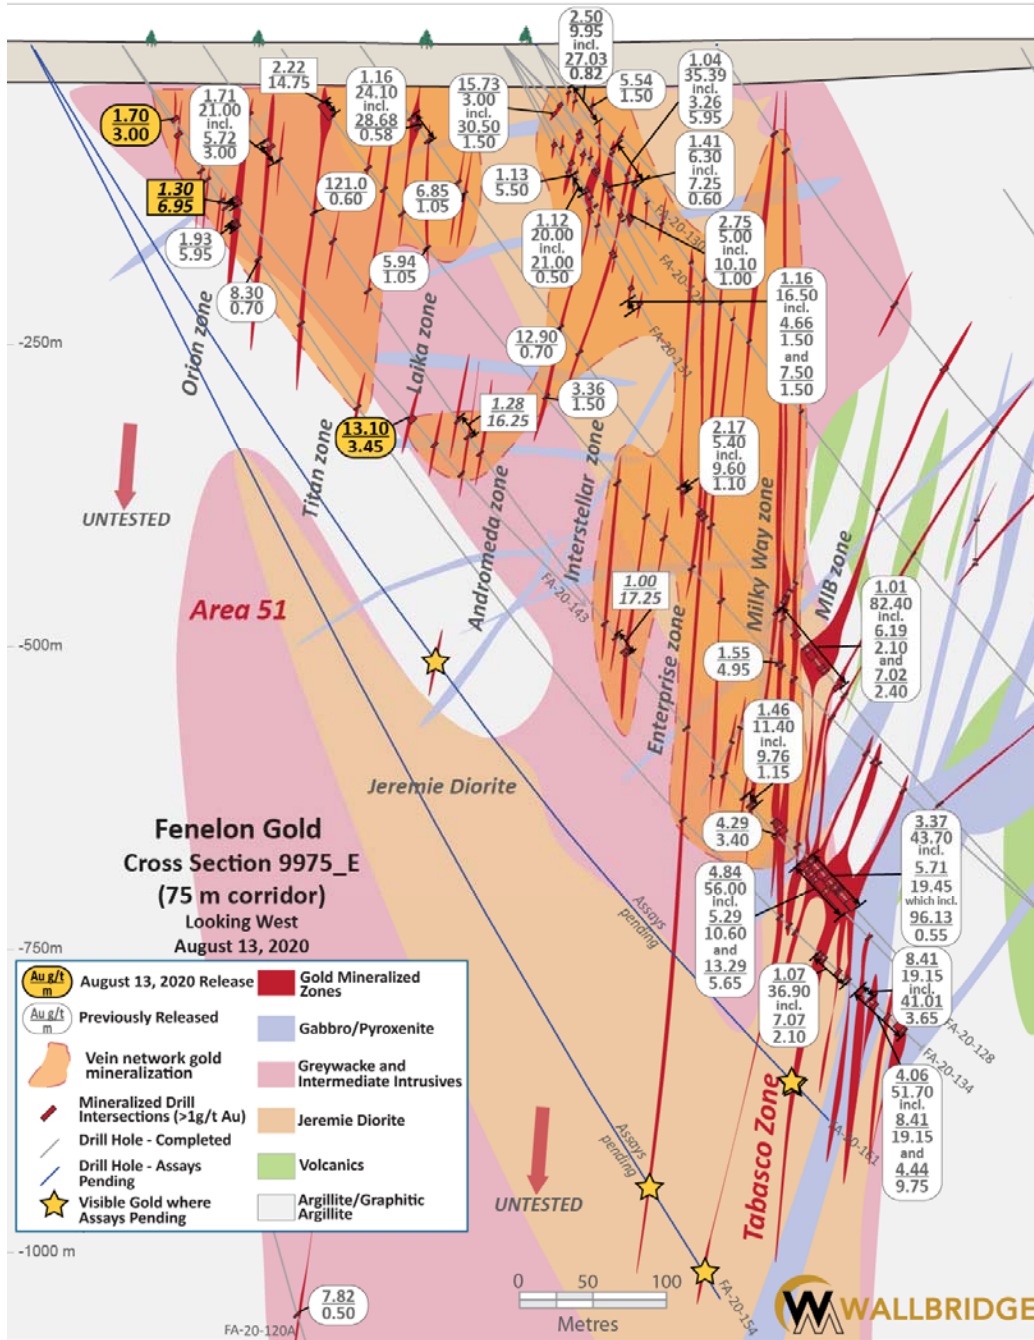 2.50
9.95
incl.
27.03
0.82
5.54
1.50
1.04
35.39
incl.
3.26
5.95
2.22
14.75
1.16
24.10
incl.
28.68
0.58
15.73
3.00
incl.
30.50
1.50
1.71
21.00
incl.
5.72
3.00
1.70
3.00
1.41
6.30
incl.
7.25
0.60
1.13
5.50
1.30
6.95
121.0
0.60
6.85
1.05
1.12
20.00
incl.
21.00
0.50
FA-20-130
2.75
5.00
incl.
10.10
1.00
1.93
5.95
5.94
1.05
8.30
0.70
1.16
16.50
incl.
4.66
1.50
and
7.50
1.50
-250m
Orion zone
Laika zone
12.90
0.70
FA-20-131
3.36
1.50
1.28
16.25
13.10
3.45
2.17
5.40
incl.
9.60
1.10
Titan zone
Andromeda zone
Interstellar zone
Milky Way zone
MIB zone
UNTESTED
Area 51
FA-20-143
1.00
17.25
1.01
82.40
incl.
6.19
2.10
and
7.02
2.40
-500m
Enterprise zone
1.55
4.95
1.46
11.40
incl.
9.76
1.15
Jeremie Diorite
Fenelon Gold
Cross Section 9975_E
(75 m corridor)
Looking West
August 13, 2020
4.29
3.40
3.37
43.70
incl.
5.71
19.45
which incl.
96.13
0.55
4.84
56.00
incl.
5.29
10.60
and
13.29
5.65
Assays
pending
-750m
8.41
19.15
incl.
41.01
3.65
1.07
36.90
incl.
7.07
2.10
FA-20-128
FA-20-134
4.06
51.70
incl.
8.41
19.15
and
4.44
9.75
FA-20-161
Au g/t
m
August 13, 2020 Release
Au g/t
m
Previously Released
Vein network gold
mineralization
Mineralized Drill
Intersections (>1g/t Au)
Drill Hole - Completed
Drill Hole - Assays
Pending
Visible Gold where
Assays Pending
Gold Mineralized
Zones
Gabbro/Pyroxenite
Greywacke and
Intermediate Intrusives
Jeremie Diorite
Volcanics
Argillite/Graphitic
Argillite
Assays
pending
UNTESTED
Tabasco Zone
-1000 m
0 50 100
Metres
FA-20-154
7.82
0.50
FA-20-120A
WALLBRIDGE